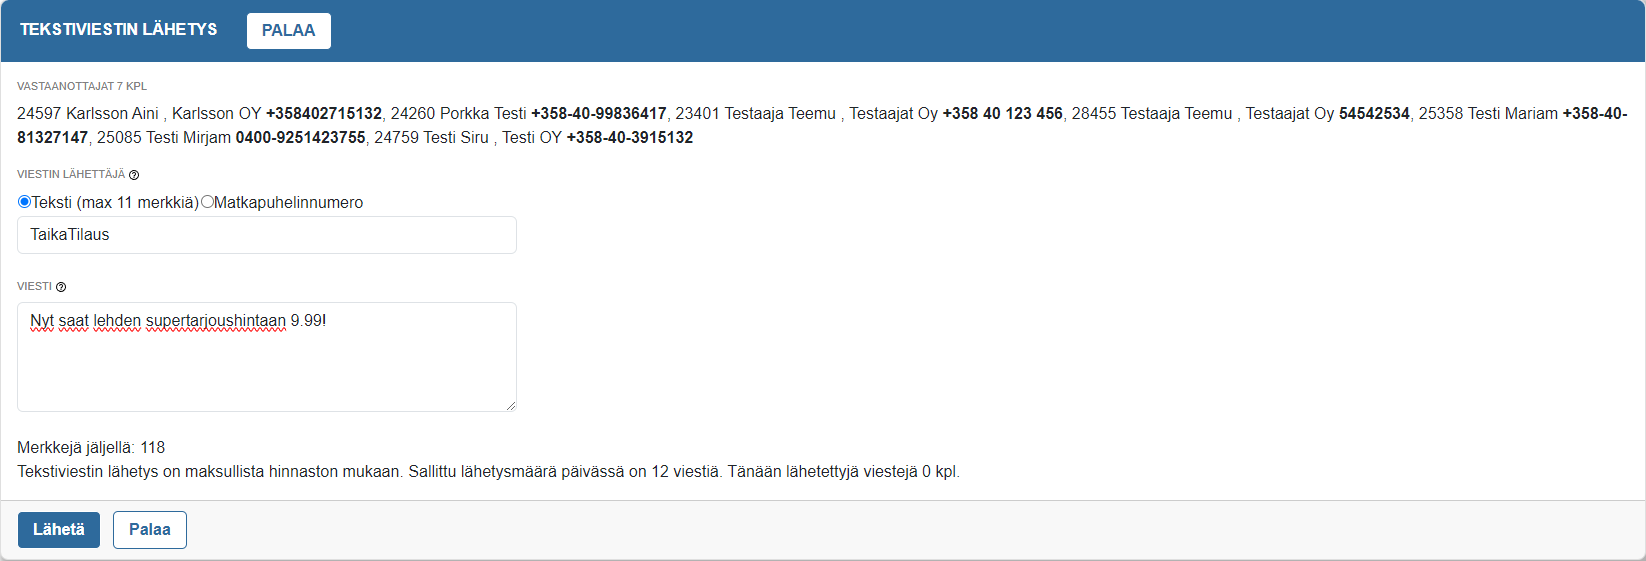 TEKSTIVIESTIN LÄHETYS PALAA
VASTAANOTTAJAT 7 KPL
24597 Karlsson Aini , Karlsson OY +358402715132, 24260 Porkka Testi +358-40-99836417, 23401 Testaaja Teemu , Testaajat Oy +358 40 123 456, 28455 Testaaja Teemu , Testaajat Oy 54542534, 25358 Testi Mariam +358-40-
81327147, 25085 Testi Mirjam 0400-9251423755, 24759 Testi Siru , Testi OY +358-40-3915132
VIESTIN LÄHETTÄJÄ
Teksti (max 11 merkkiä) Matkapuhelinnumero
TaikaTilaus
VIESTI
Nyt saat lehden supertarjoushintaan 9.99!
Merkkejä jäljellä: 118
Tekstiviestin lähetys on maksullista hinnaston mukaan. Sallittu lähetysmäärä päivässä on 12 viestiä. Tänään lähetettyjä viestejä 0 kpl.
Lähetä Palaa